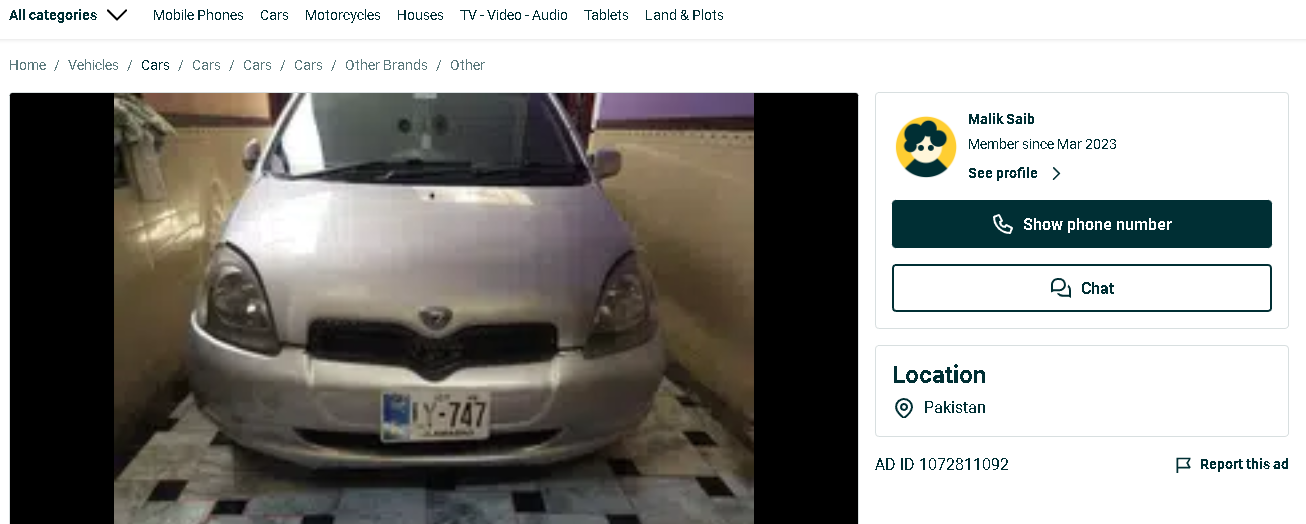 All categories Mobile Phones Cars Motorcycles Houses TV - Video - Audio Tablets Land & Plots
Home / Vehicles / Cars / Cars / Cars / Cars / Other Brands / Other
Malik Saib
Member since Mar 2023
See profile
Show phone number
Chat
Location
Pakistan
AD ID 1072811092 Report this ad
Y-747